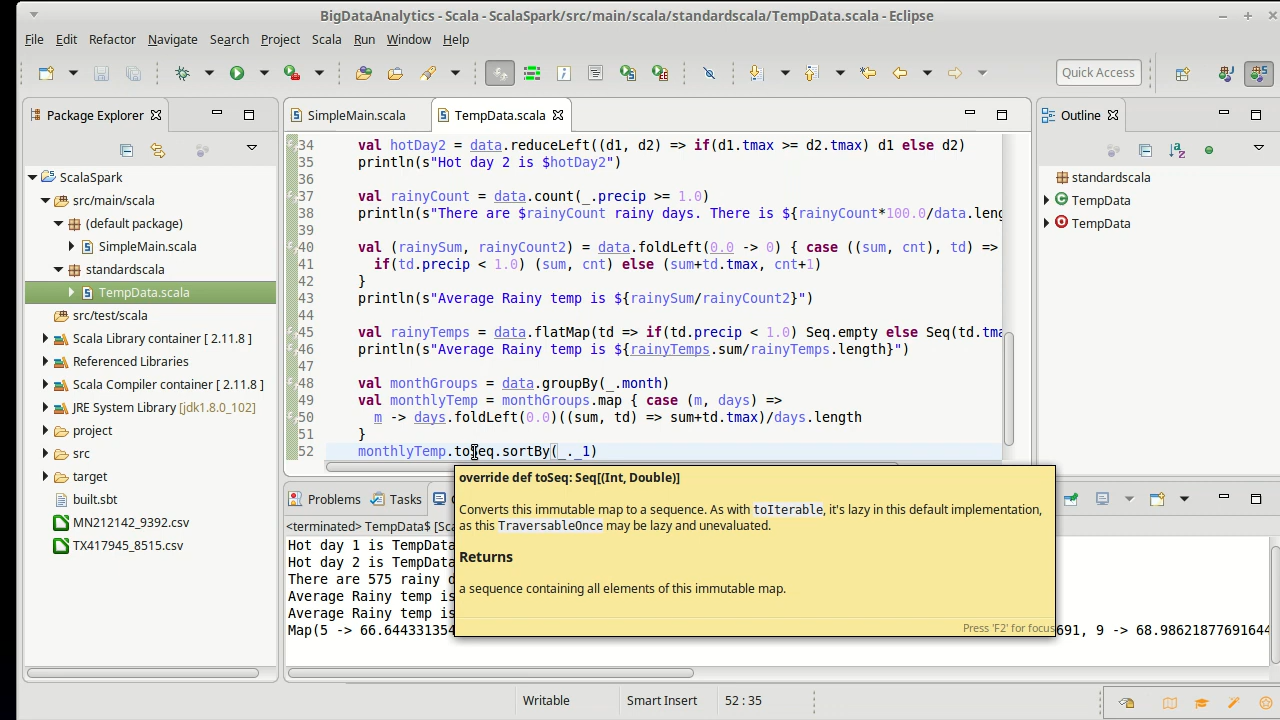 BigDataAnalytics - Scala - ScalaSpark/src/main/scala/standardscala/TempData.scala - Eclipse
File Edit Refactor Navigate Search Project Scala Run Window Help
Quick Access
Package Explorer
ScalaSpark
src/main/scala
(default package)
SimpleMain.scala
standardscala
TempData.scala
src/test/scala
Scala Library container [ 2.11.8 ]
Referenced Libraries
Scala Compiler container [ 2.11.8 ]
JRE System Library [jdk1.8.0_102]
project
src
target
built.sbt
MN212142_9392.csv
TX417945_8515.csv
SimpleMain.scala TempData.scala
34 val hotDay2 = data.reduceLeft((d1, d2) => if(d1.tmax >= d2.tmax) d1 else d2)
35 println(s"Hot day 2 is $hotDay2")
36
37 val rainyCount = data.count(_.precip >= 1.0)
38 println(s"There are $rainyCount rainy days. There is ${rainyCount*100.0/data.leng
39
40 val (rainySum, rainyCount2) = data.foldLeft(0.0 -> 0) { case ((sum, cnt), td) =>
41 if(td.precip < 1.0) (sum, cnt) else (sum+td.tmax, cnt+1)
42 }
43 println(s"Average Rainy temp is ${rainySum/rainyCount2}")
44
45 val rainyTemps = data.flatMap(td => if(td.precip < 1.0) Seq.empty else Seq(td.tma
46 println(s"Average Rainy temp is ${rainyTemps.sum/rainyTemps.length}")
47
48 val monthGroups = data.groupBy(_.month)
49 val monthlyTemp = monthGroups.map { case (m, days) =>
50 m -> days.foldLeft(0.0)((sum, td) => sum+td.tmax)/days.length
51 }
52 monthlyTemp.toSeq.sortBy(_._1)
override def toSeq: Seq[(Int, Double)]
Converts this immutable map to a sequence. As with toIterable, it's lazy in this default implementation,
as this TraversableOnce may be lazy and unevaluated.
Returns
a sequence containing all elements of this immutable map.
Press 'F2' for focus
Problems Tasks
<terminated> TempData$ [Sca
Hot day 1 is TempData
Hot day 2 is TempData
There are 575 rainy d
Average Rainy temp is
Average Rainy temp is
Map(5 -> 66.644331354 691, 9 -> 68.98621877691644
Outline
standardscala
TempData
TempData
Writable Smart Insert 52 : 35